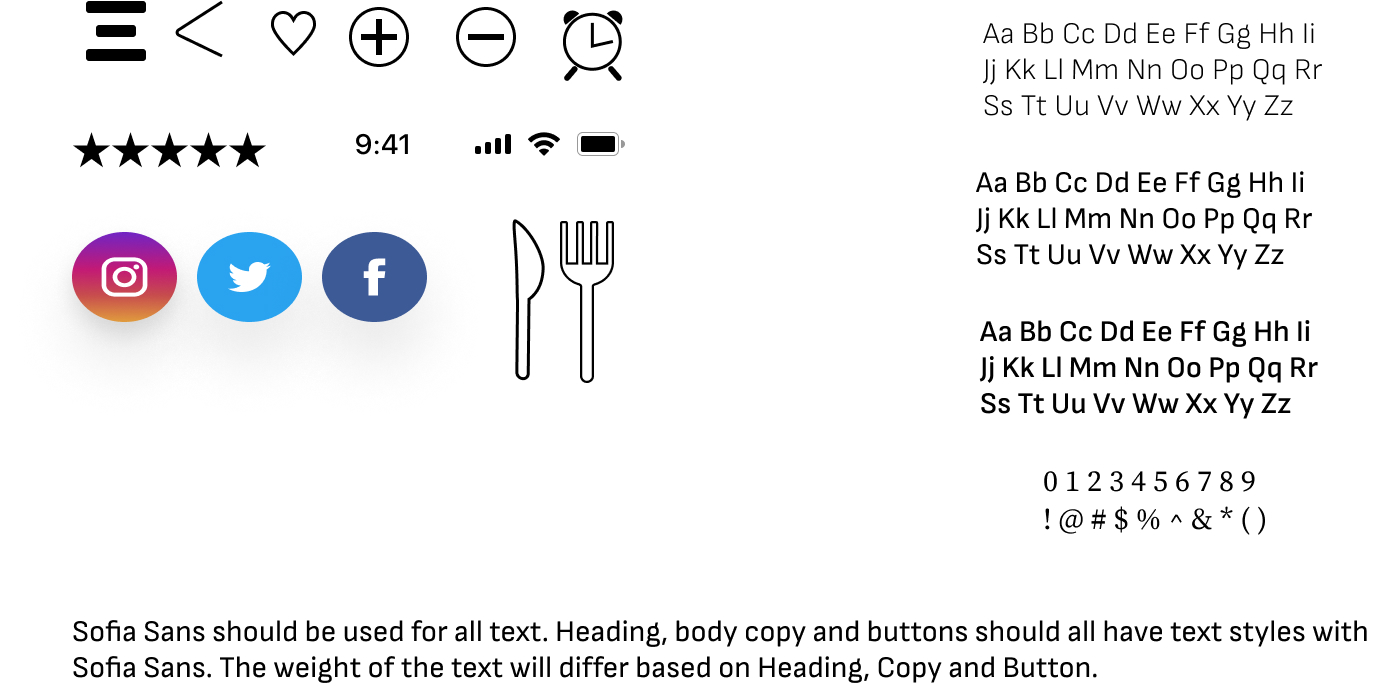 9:41
Aa Bb Cc Dd Ee Ff Gg Hh Ii
Jj Kk Ll Mm Nn Oo Pp Qq Rr
Ss Tt Uu Vv Ww Xx Yy Zz
Aa Bb Cc Dd Ee Ff Gg Hh Ii
Jj Kk Ll Mm Nn Oo Pp Qq Rr
Ss Tt Uu Vv Ww Xx Yy Zz
Aa Bb Cc Dd Ee Ff Gg Hh Ii
Jj Kk Ll Mm Nn Oo Pp Qq Rr
Ss Tt Uu Vv Ww Xx Yy Zz
0 1 2 3 4 5 6 7 8 9
! @ # $ % ^ & * ( )
Sofia Sans should be used for all text. Heading, body copy and buttons should all have text styles with
Sofia Sans. The weight of the text will differ based on Heading, Copy and Button.